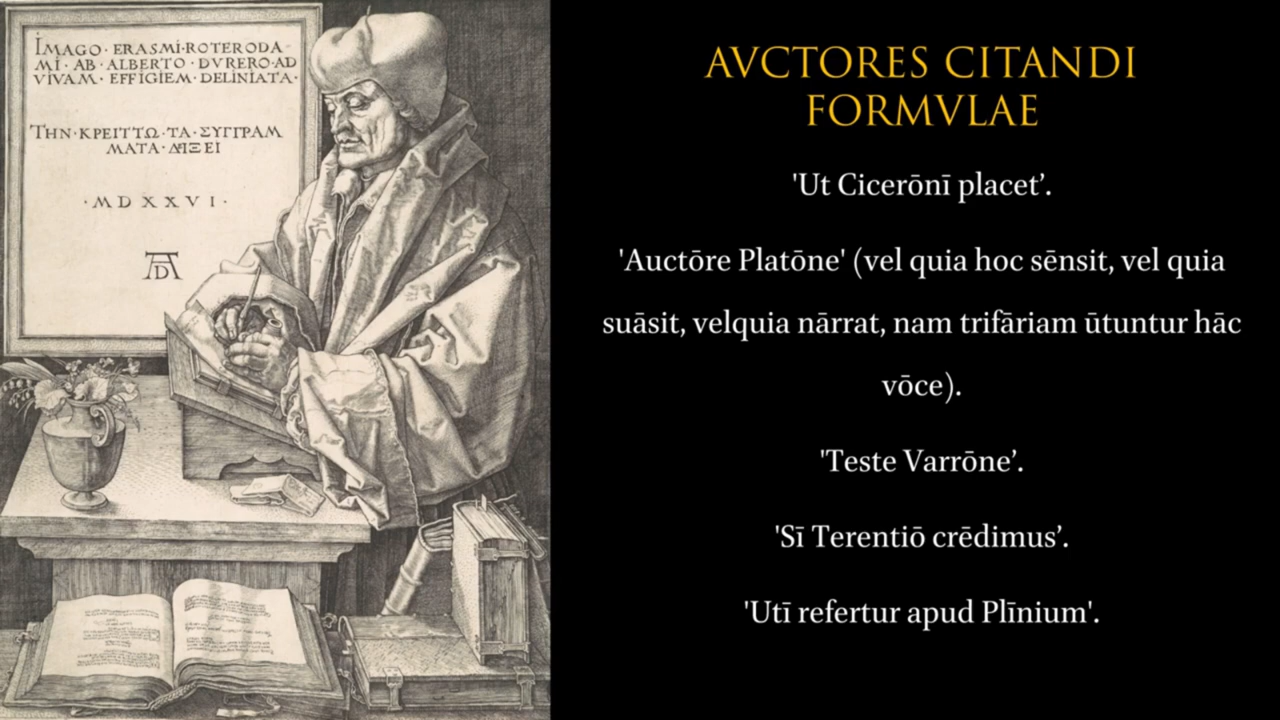 IMAGO · ERASMI · ROTERODA
MI · AB · ALBERTO · DVRERO · AD
VIVAM · EFFIGIEM · DELINIATA ·
ΤΗΝ · ΚΡΕΙΤΤΩ · ΤΑ · ΣΥΓΓΡΑΜ
ΜΑΤΑ · ΔΙΞΕΙ
· MDXXVI ·
AD
AVCTORES CITANDI
FORMVLAE
'Ut Cicerōnī placet’.
'Auctōre Platōne' (vel quia hoc sēnsit, vel quia
suāsit, velquia nārrat, nam trifāriam ūtuntur hāc
vōce).
'Teste Varrōne’.
'Sī Terentiō crēdimus’.
'Utī refertur apud Plīnium'.